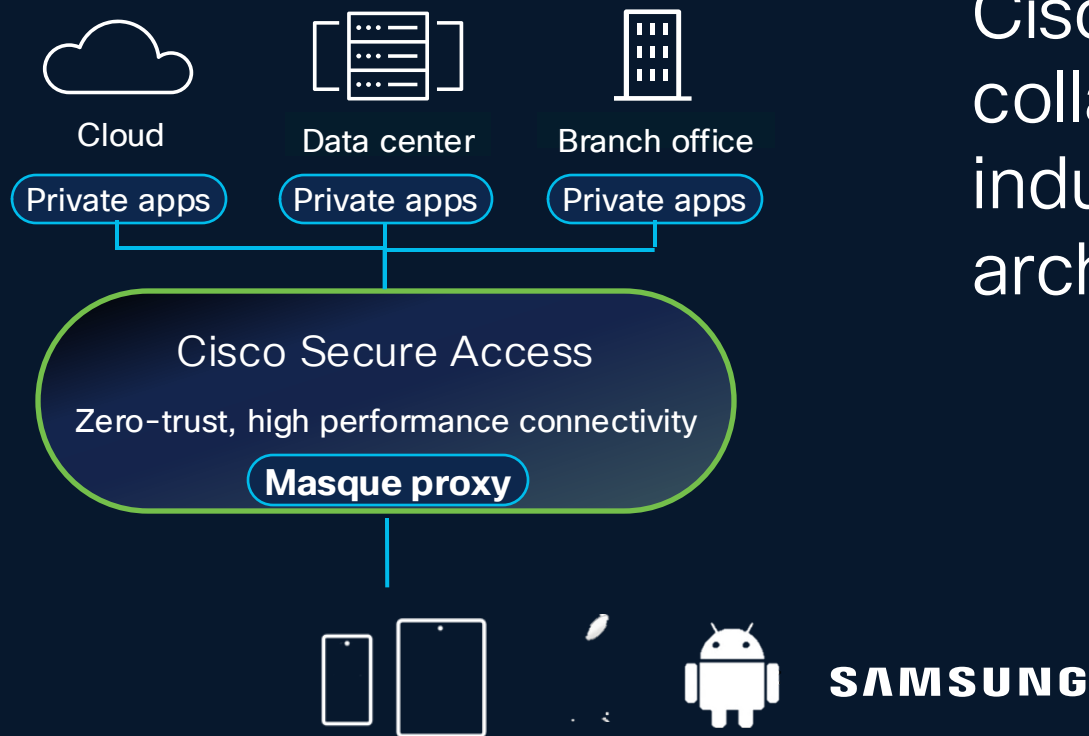 Cloud
Data center
Branch office
Private apps
Private apps
Private apps
Cisco Secure Access
Zero-trust, high performance connectivity
Masque proxy
SAMSUNG